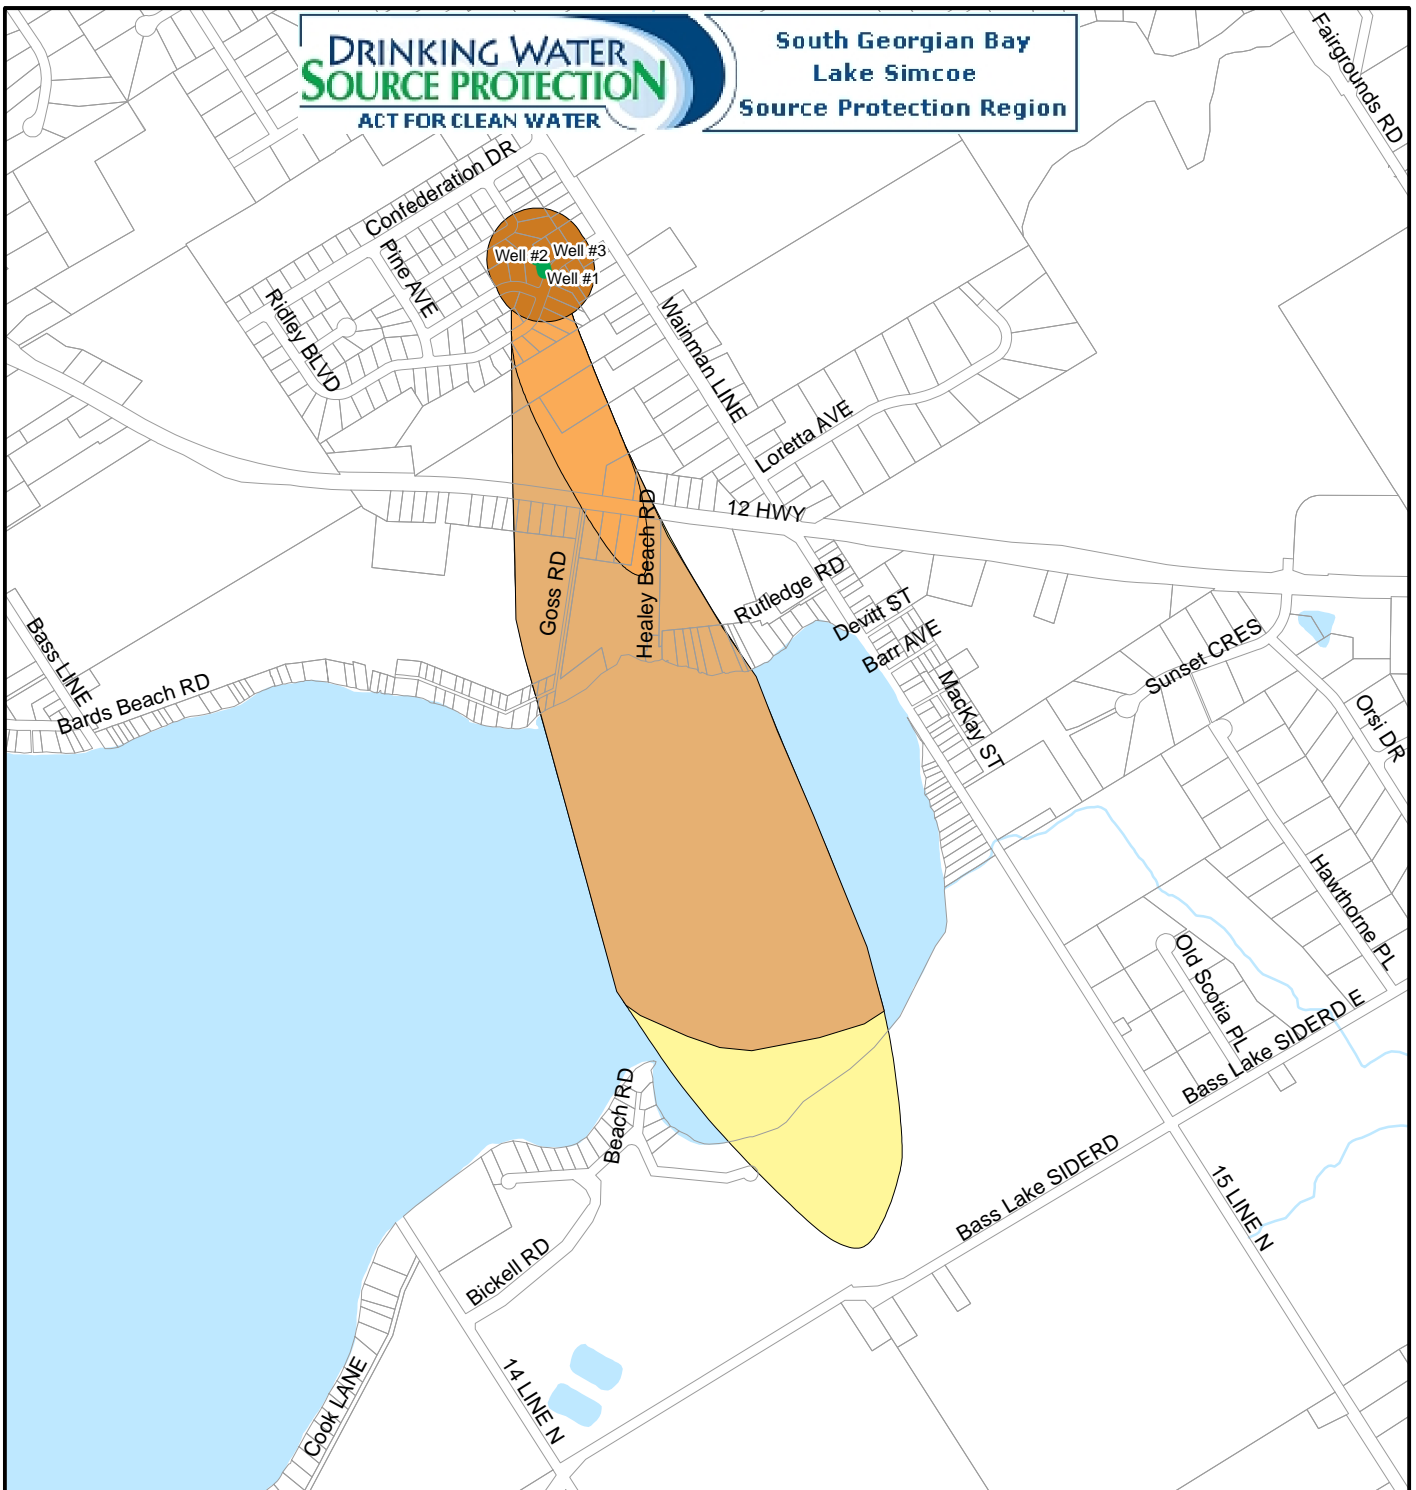 DRINKING WATER
SOURCE PROTECTION
ACT FOR CLEAN WATER
South Georgian Bay
Lake Simcoe
Source Protection Region
Fairgrounds RD
Confederation DR
Pine AVE
Ridley BLVD
Well #2
Well #3
Well #1
Wainman LINE
Loretta AVE
12 HWY
Healey Beach RD
Goss RD
Rutledge RD
Devitt ST
Barr AVE
MacKay ST
Sunset CRES
Orsi DR
Bass LINE
Bards Beach RD
Hawthorne PL
Old Scotia PL
Bass Lake SIDERD E
Bass Lake SIDERD
15 LINE N
Beach RD
Bickell RD
14 LINE N
Cook LANE